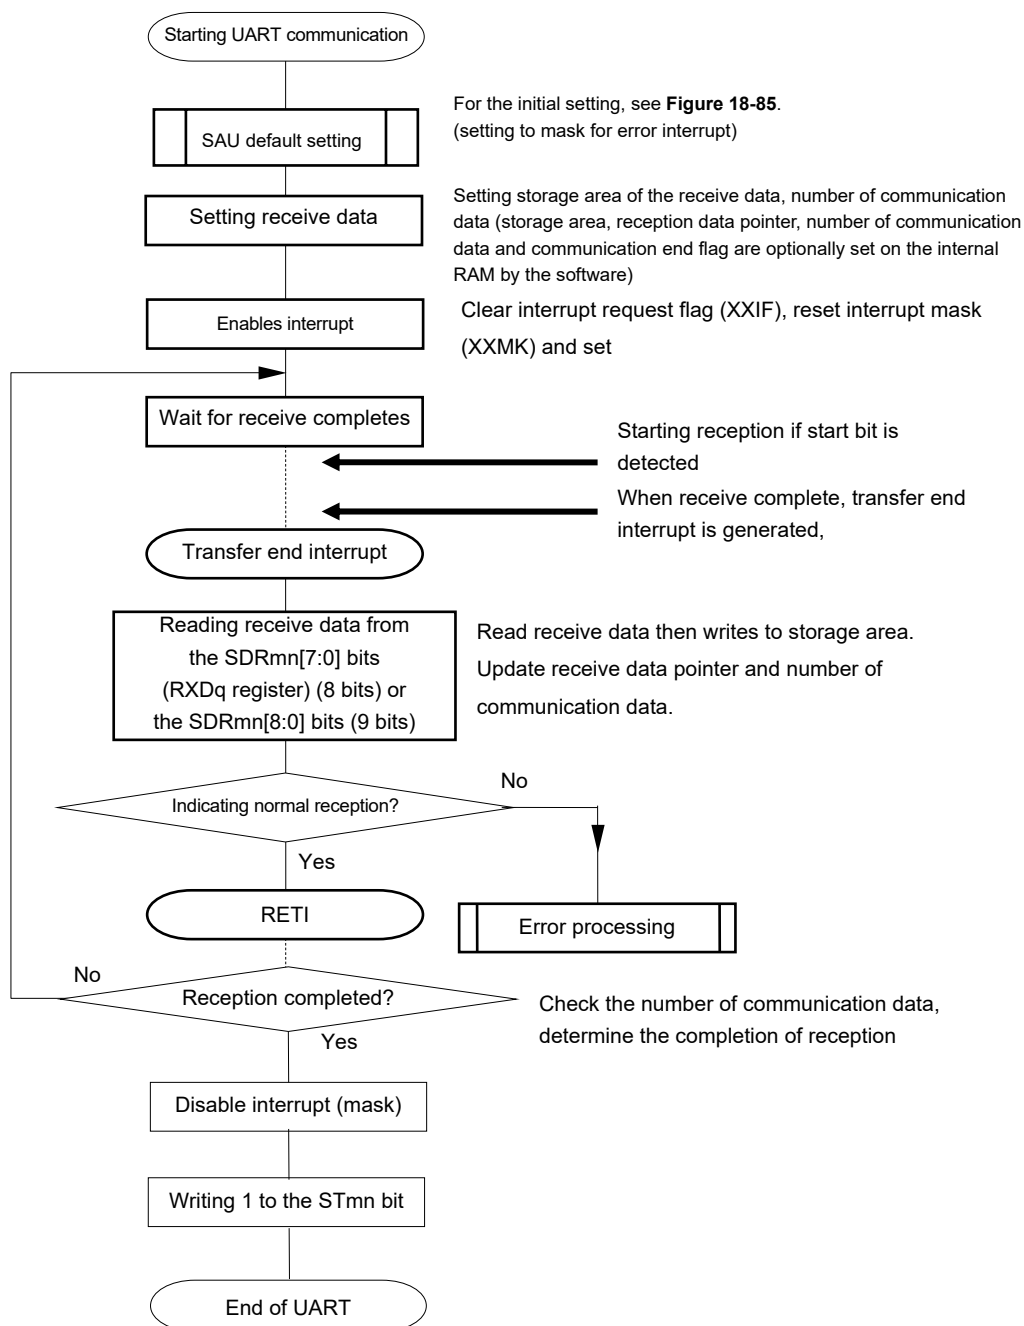 Starting UART communication
For the initial setting, see Figure 18-85.
(setting to mask for error interrupt)
SAU default setting
Setting storage area of the receive data, number of communication
data (storage area, reception data pointer, number of communication
data and communication end flag are optionally set on the internal
RAM by the software)
Setting receive data
Enables interrupt
Clear interrupt request flag (XXIF), reset interrupt mask
(XXMK) and set
Wait for receive completes
Starting reception if start bit is
detected
When receive complete, transfer end
interrupt is generated,
Transfer end interrupt
Reading receive data from
the SDRmn[7:0] bits
(RXDq register) (8 bits) or
the SDRmn[8:0] bits (9 bits)
Read receive data then writes to storage area.
Update receive data pointer and number of
communication data.
No
Indicating normal reception?
Yes
RETI
Error processing
No
Reception completed?
Yes
Check the number of communication data,
determine the completion of reception
Disable interrupt (mask)
Writing 1 to the STmn bit
End of UART